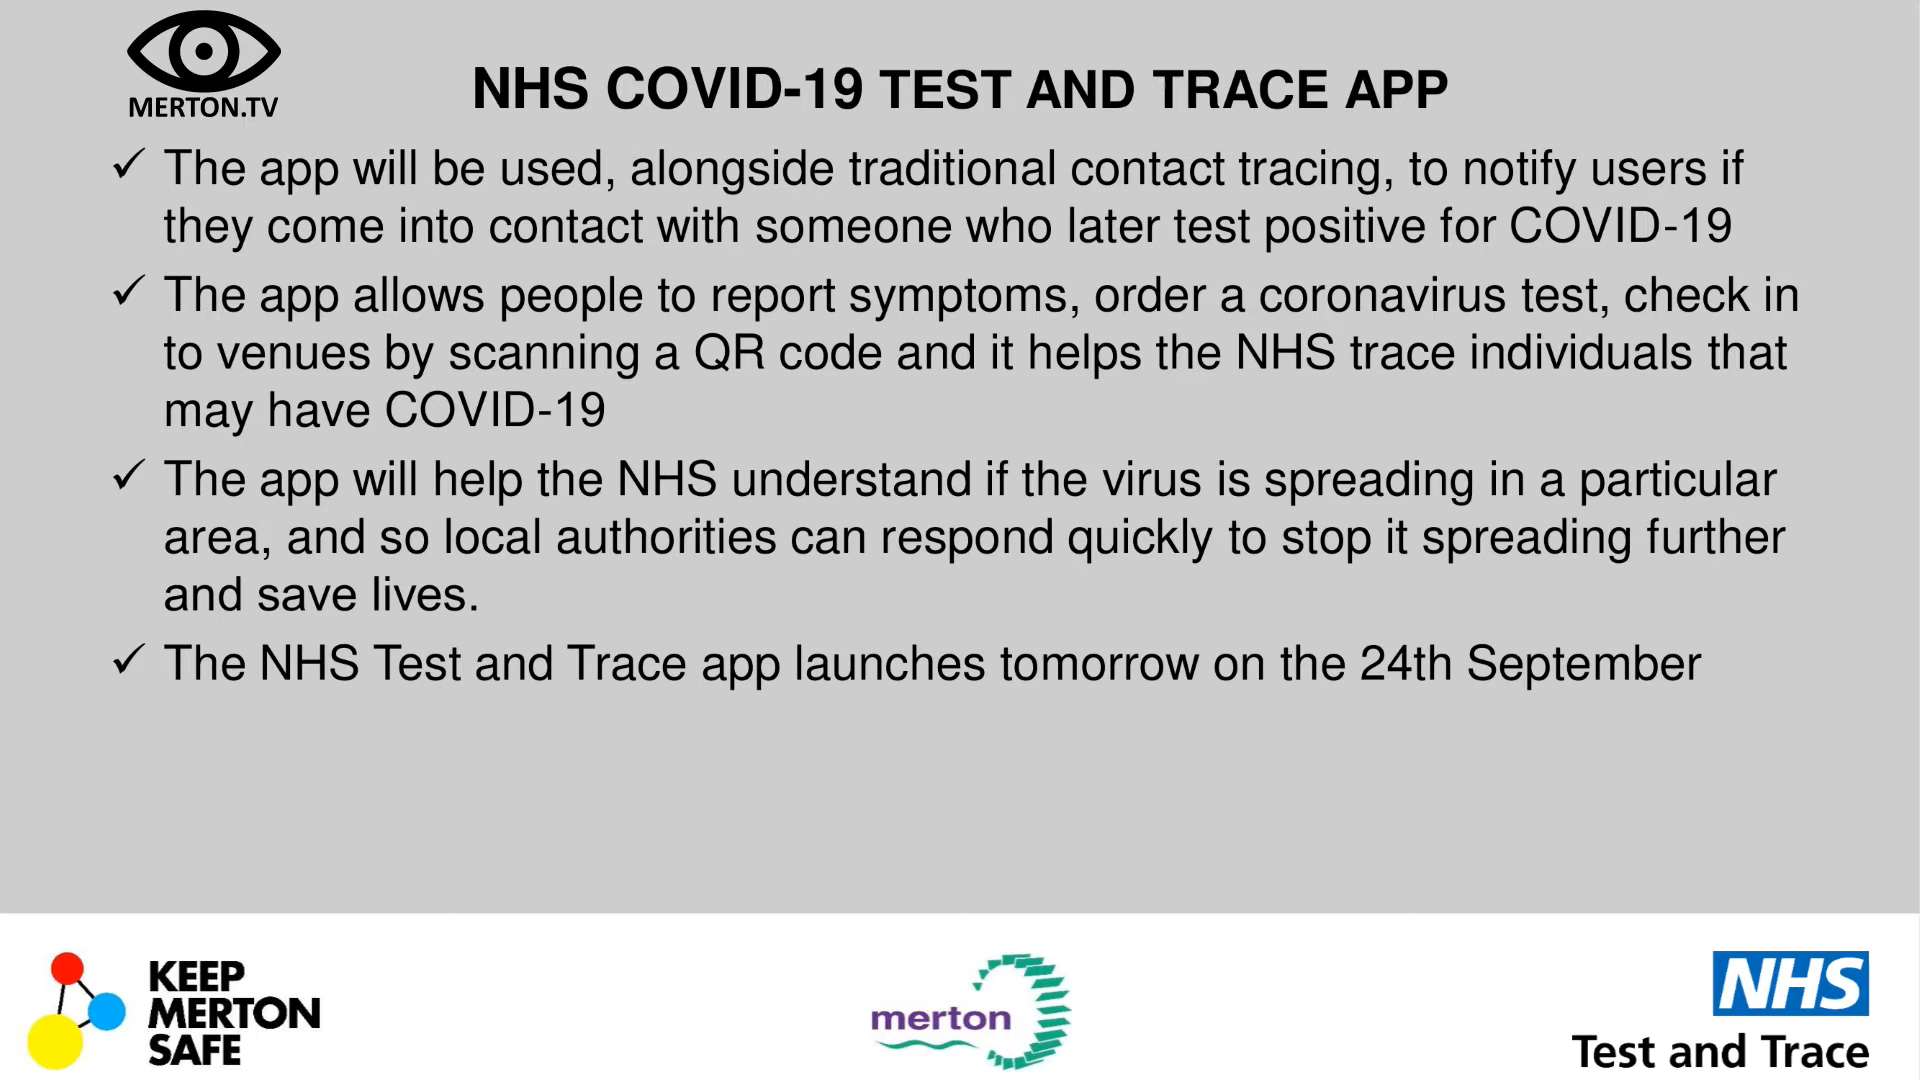 MERTON.TV
NHS COVID-19 TEST AND TRACE APP
✓ The app will be used, alongside traditional contact tracing, to notify users if
they come into contact with someone who later test positive for COVID-19
✓ The app allows people to report symptoms, order a coronavirus test, check in
to venues by scanning a QR code and it helps the NHS trace individuals that
may have COVID-19
✓ The app will help the NHS understand if the virus is spreading in a particular
area, and so local authorities can respond quickly to stop it spreading further
and save lives.
✓ The NHS Test and Trace app launches tomorrow on the 24th September
KEEP
MERTON
SAFE
merton
NHS
Test and Trace